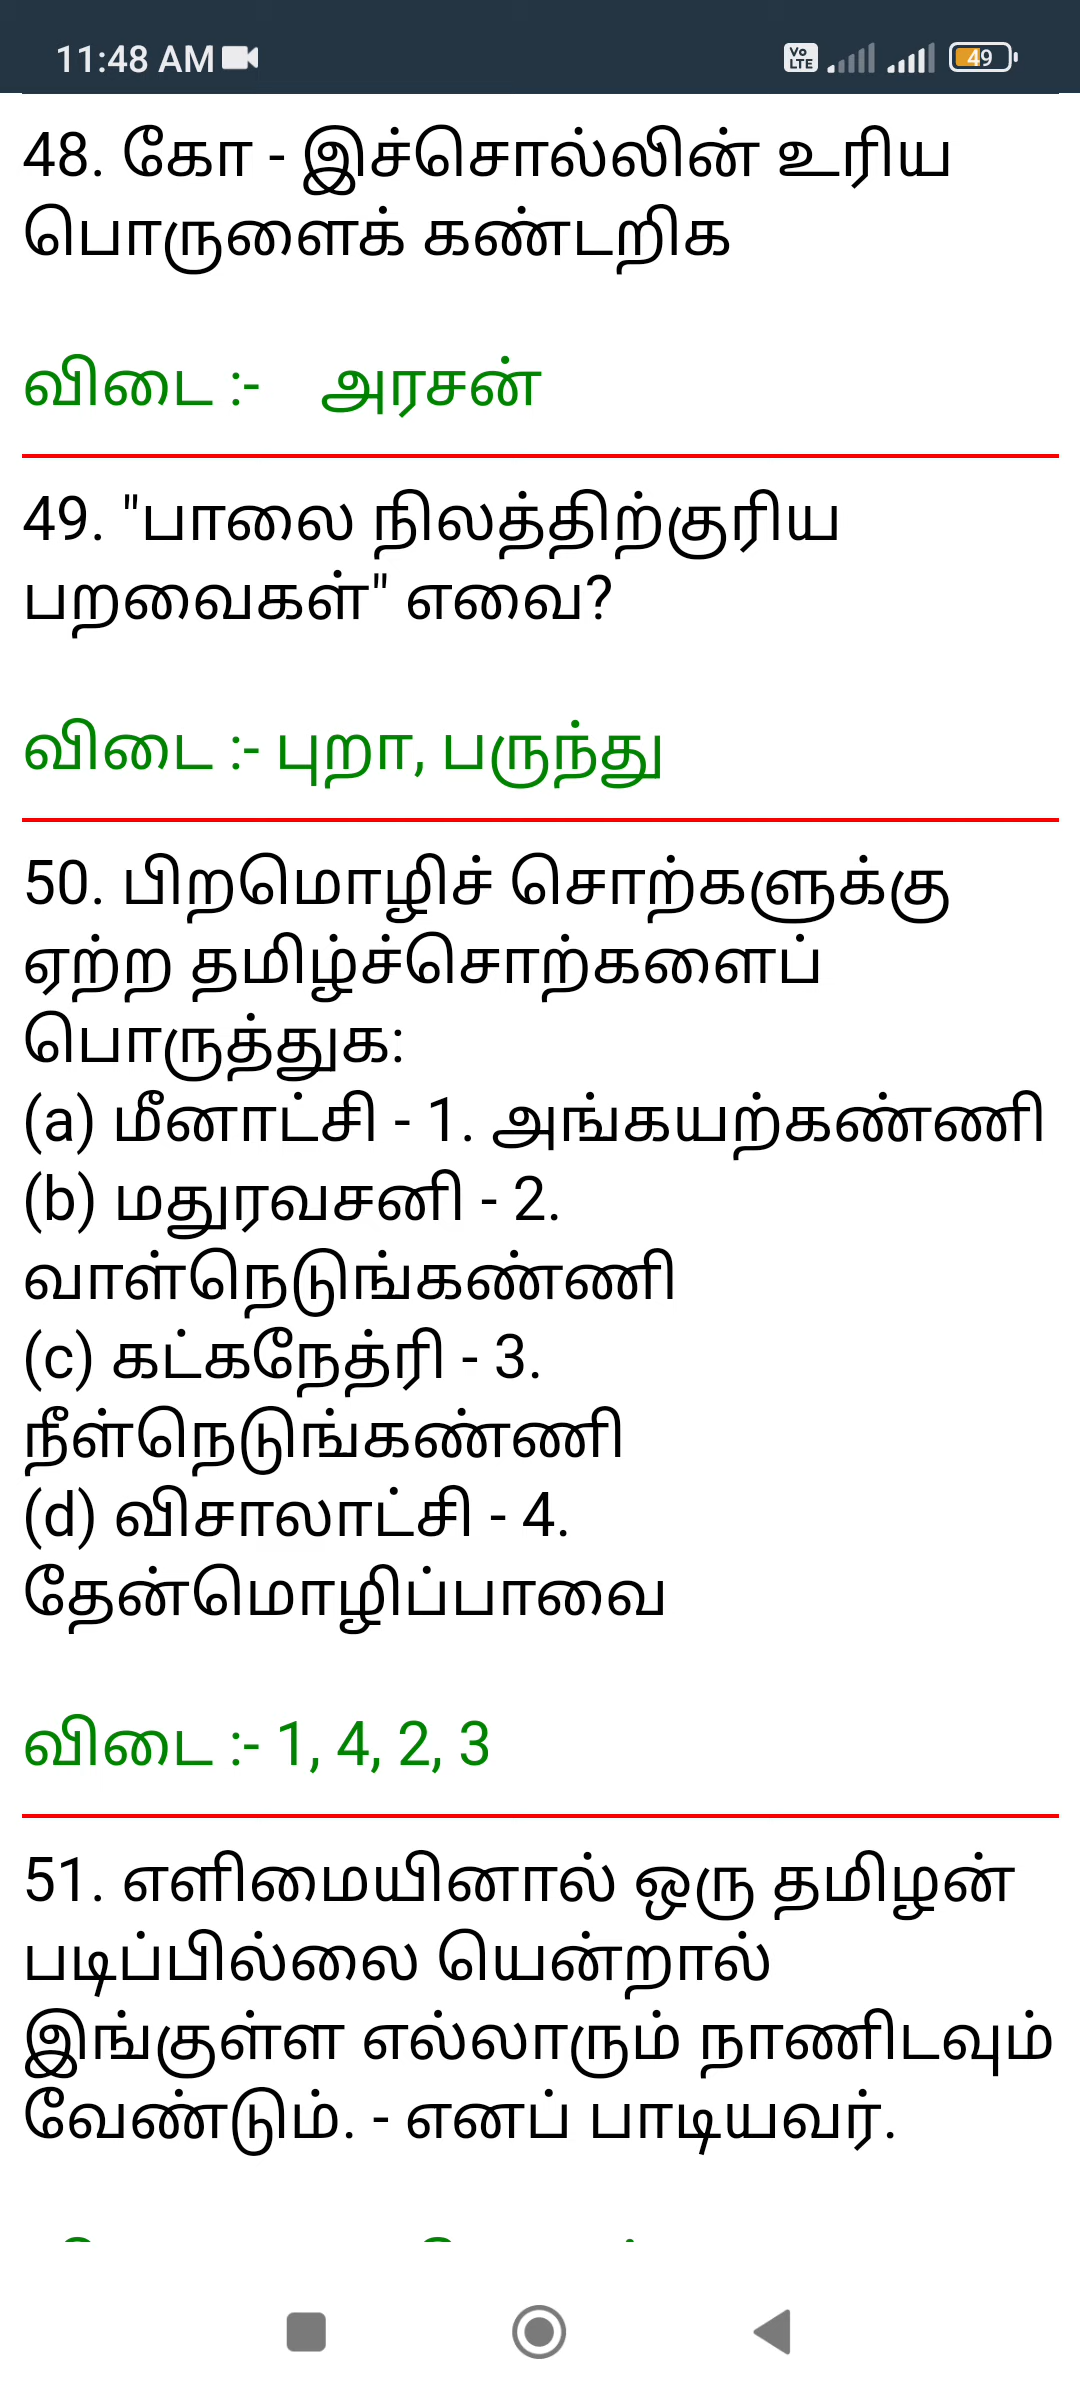 11:48 AM
Vo LTE
49
48. கோ - இச்சொல்லின் உரிய
பொருளைக் கண்டறிக
விடை :- அரசன்
49. "பாலை நிலத்திற்குரிய
பறவைகள்" எவை?
விடை :- புறா, பருந்து
50. பிறமொழிச் சொற்களுக்கு
ஏற்ற தமிழ்ச்சொற்களைப்
பொருத்துக:
(a) மீனாட்சி - 1. அங்கயற்கண்ணி
(b) மதுரவசனி - 2.
வாள்நெடுங்கண்ணி
(c) கட்கநேத்ரி - 3.
நீள்நெடுங்கண்ணி
(d) விசாலாட்சி - 4.
தேன்மொழிப்பாவை
விடை :- 1, 4, 2, 3
51. எளிமையினால் ஒரு தமிழன்
படிப்பில்லை யென்றால்
இங்குள்ள எல்லாரும் நாணிடவும்
வேண்டும். - எனப் பாடியவர்.